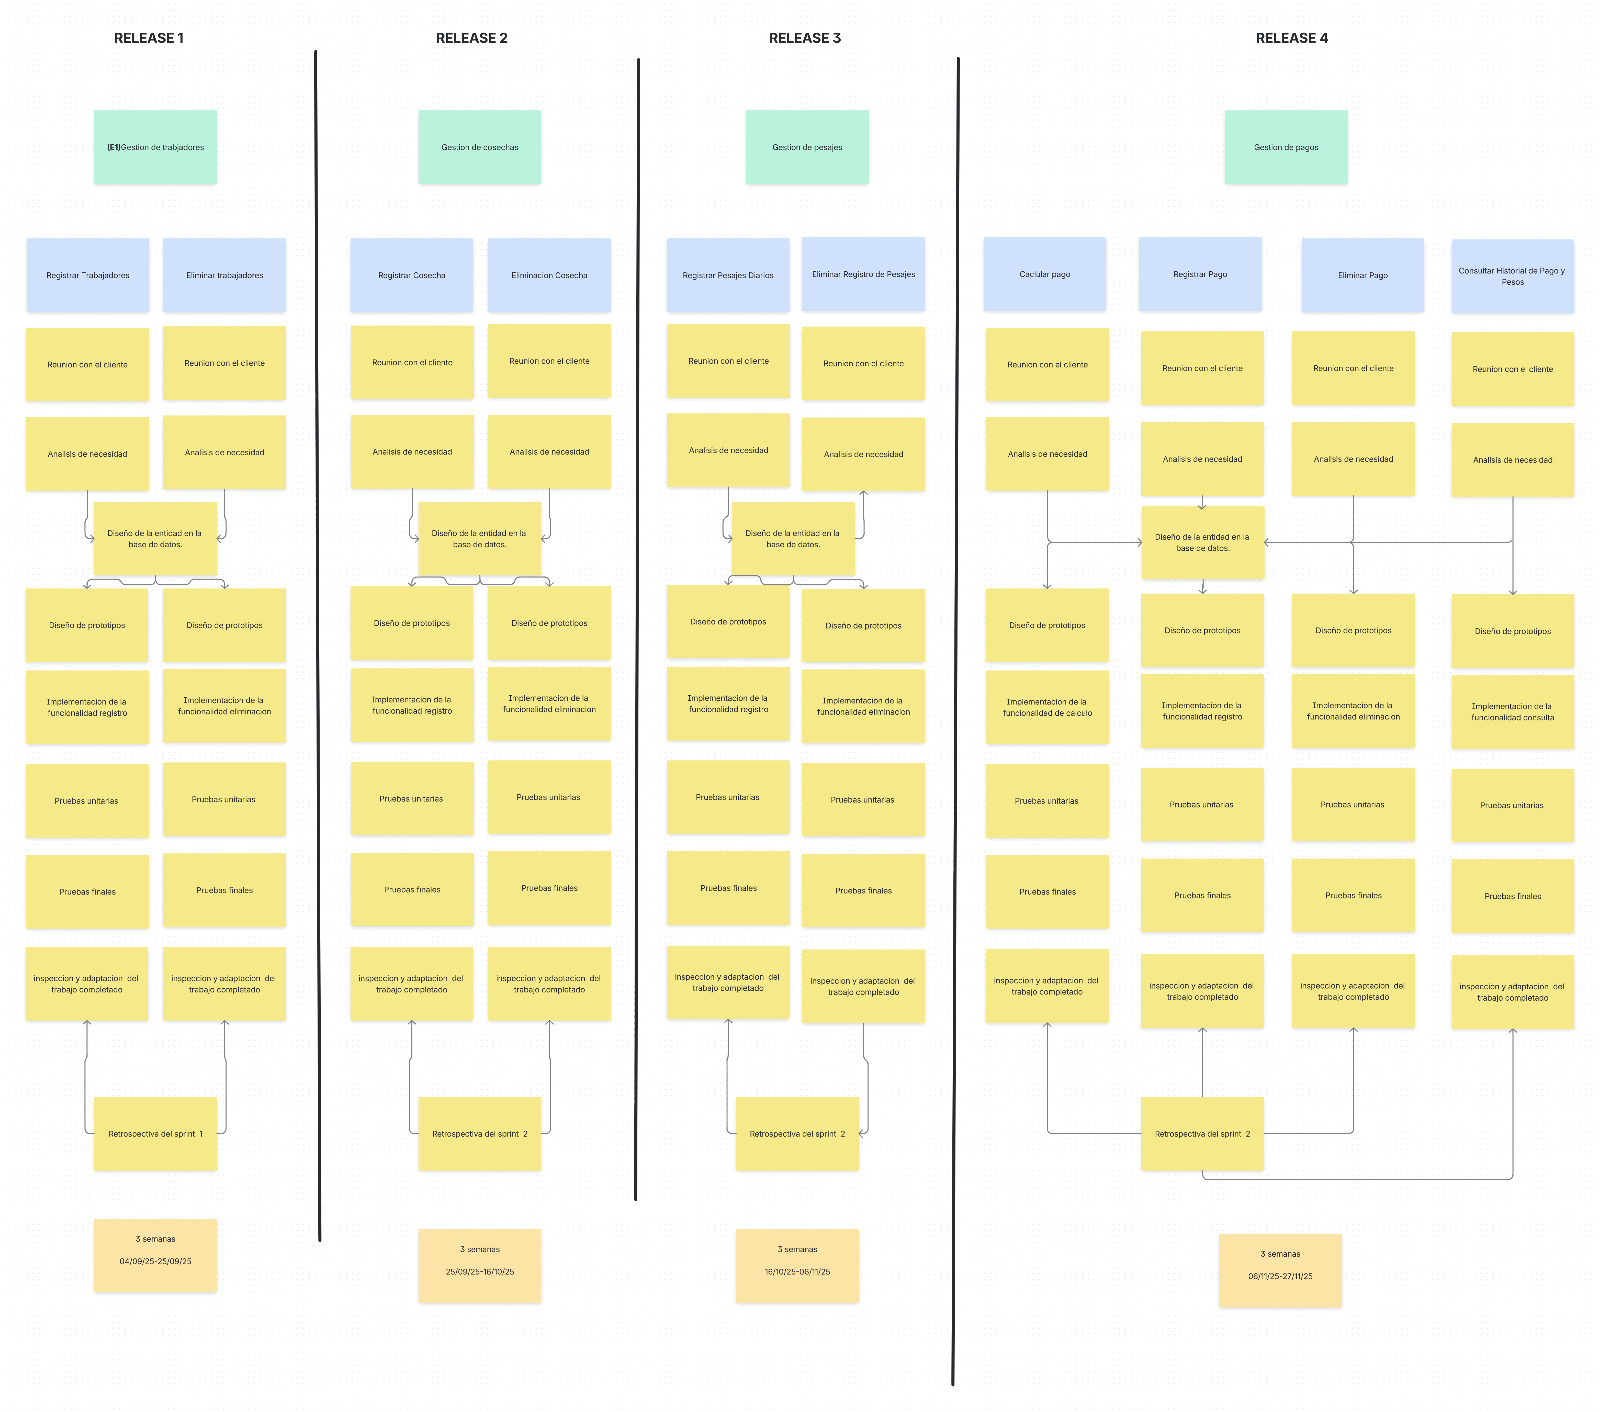 RELEASE 1
(E1)Gestion de trabjadores
Registrar Trabajadores
Eliminar trabajadores
Reunion con el cliente
Reunion con el cliente
Analisis de necesidad
Analisis de necesidad
Diseño de la entidad en la
base de datos.
Diseño de prototipos
Diseño de prototipos
Implementacion de la
funcionalidad registro
Implementacion de la
funcionalidad eliminacion
Pruebas unitarias
Pruebas unitarias
Pruebas finales
Pruebas finales
inspeccion y adaptacion del
trabajo completado
inspeccion y adaptacion del
trabajo completado
Retrospectiva del sprint 1
3 semanas
04/09/25-25/09/25
RELEASE 2
Gestion de cosechas
Registrar Cosecha
Eliminacion Cosecha
Reunion con el cliente
Reunion con el cliente
Analisis de necesidad
Analisis de necesidad
Diseño de la entidad en la
base de datos.
Diseño de prototipos
Diseño de prototipos
Implementacion de la
funcionalidad registro
Implementacion de la
funcionalidad eliminacion
Pruebas unitarias
Pruebas unitarias
Pruebas finales
Pruebas finales
inspeccion y adaptacion del
trabajo completado
inspeccion y adaptacion del
trabajo completado
Retrospectiva del sprint 2
3 semanas
25/09/25-16/10/25
RELEASE 3
Gestion de pesajes
Registrar Pesajes Diarios
Eliminar Registro de Pesajes
Reunion con el cliente
Reunion con el cliente
Analisis de necesidad
Analisis de necesidad
Diseño de la entidad en la
base de datos.
Diseño de prototipos
Diseño de prototipos
Implementacion de la
funcionalidad registro
Implementacion de la
funcionalidad eliminacion
Pruebas unitarias
Pruebas unitarias
Pruebas finales
Pruebas finales
inspeccion y adaptacion del
trabajo completado
inspeccion y adaptacion del
trabajo completado
Retrospectiva del sprint 2
3 semanas
16/10/25-06/11/25
RELEASE 4
Gestion de pagos
Caclular pago
Registrar Pago
Eliminar Pago
Consultar Historial de Pago y
Pesos
Reunion con el cliente
Reunion con el cliente
Reunion con el cliente
Reunion con el cliente
Analisis de necesidad
Analisis de necesidad
Analisis de necesidad
Analisis de necesidad
Diseño de la entidad en la
base de datos.
Diseño de prototipos
Diseño de prototipos
Diseño de prototipos
Diseño de prototipos
Implementacion de la
funcionalidad de calculo
Implementacion de la
funcionalidad registro
Implementacion de la
funcionalidad eliminacion
Implementacion de la
funcionalidad consulta
Pruebas unitarias
Pruebas unitarias
Pruebas unitarias
Pruebas unitarias
Pruebas finales
Pruebas finales
Pruebas finales
Pruebas finales
inspeccion y adaptacion del
trabajo completado
inspeccion y adaptacion del
trabajo completado
inspeccion y adaptacion del
trabajo completado
inspeccion y adaptacion del
trabajo completado
Retrospectiva del sprint 2
3 semanas
06/11/25-27/11/25